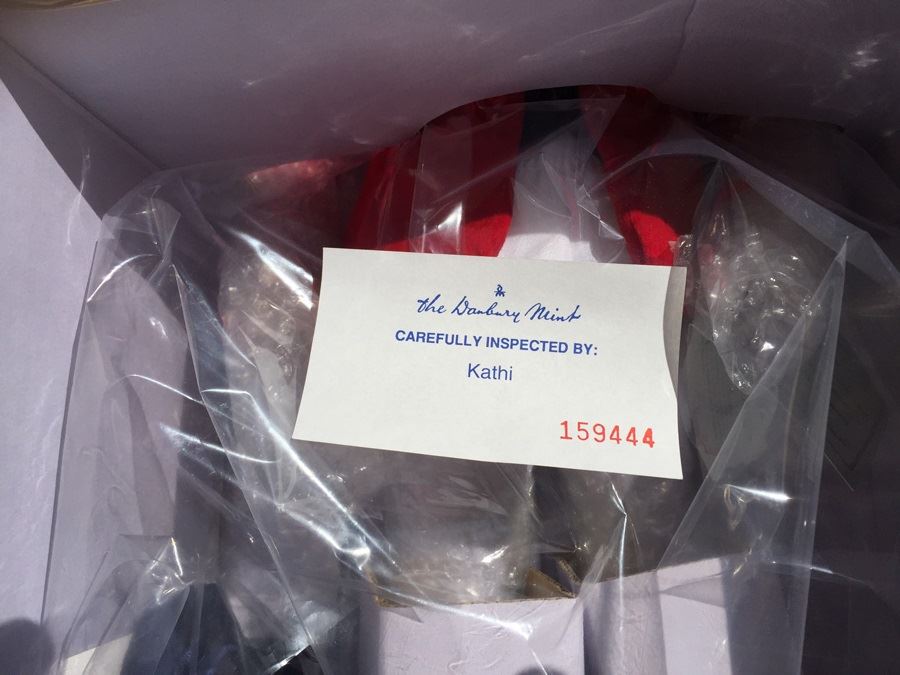 the Danbury Mint
CAREFULLY INSPECTED BY:
Kathi
159444